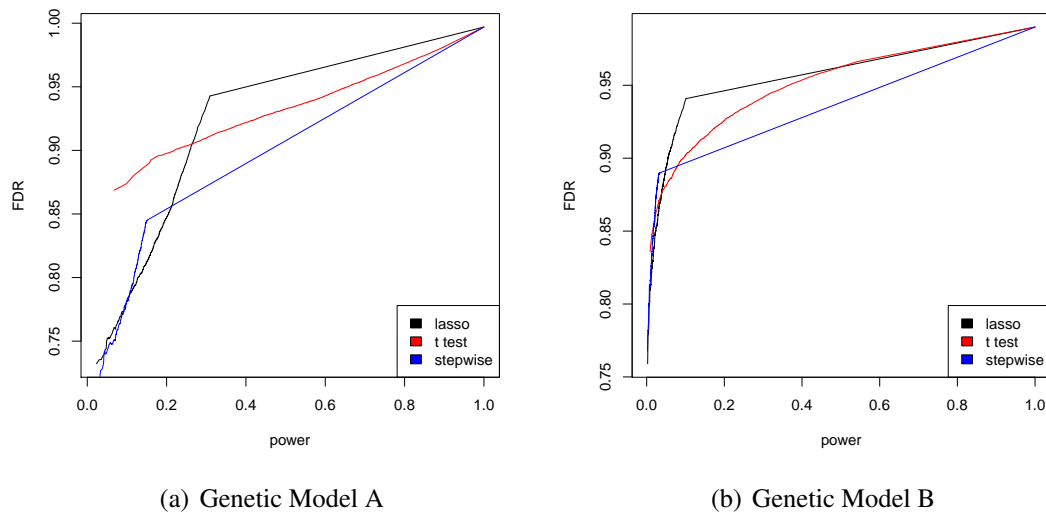 1.00
0.95
0.90
0.85
0.80
0.75
FDR
0.0 0.2 0.4 0.6 0.8 1.0
power
lasso
t test
stepwise
(a) Genetic Model A
0.95
0.90
0.85
0.80
0.75
FDR
0.0 0.2 0.4 0.6 0.8 1.0
power
lasso
t test
stepwise
(b) Genetic Model B